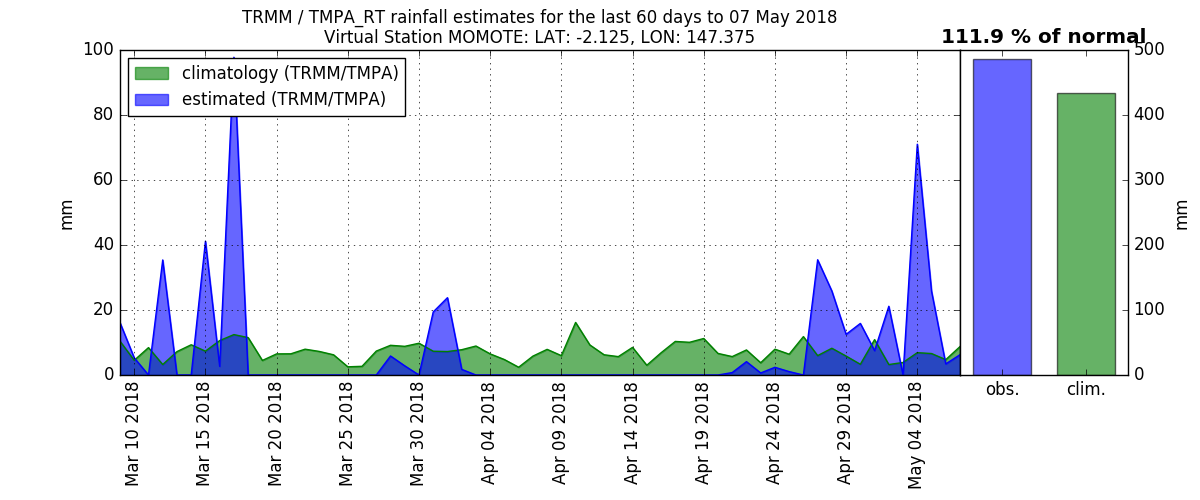 TRMM / TMPA_RT rainfall estimates for the last 60 days to 07 May 2018
Virtual Station MOMOTE: LAT: -2.125, LON: 147.375
111.9 % of normal
climatology (TRMM/TMPA)
estimated (TRMM/TMPA)
100
80
60
40
20
0
mm
Mar 10 2018
Mar 15 2018
Mar 20 2018
Mar 25 2018
Mar 30 2018
Apr 04 2018
Apr 09 2018
Apr 14 2018
Apr 19 2018
Apr 24 2018
Apr 29 2018
May 04 2018
obs.
clim.
500
400
300
200
100
0
mm